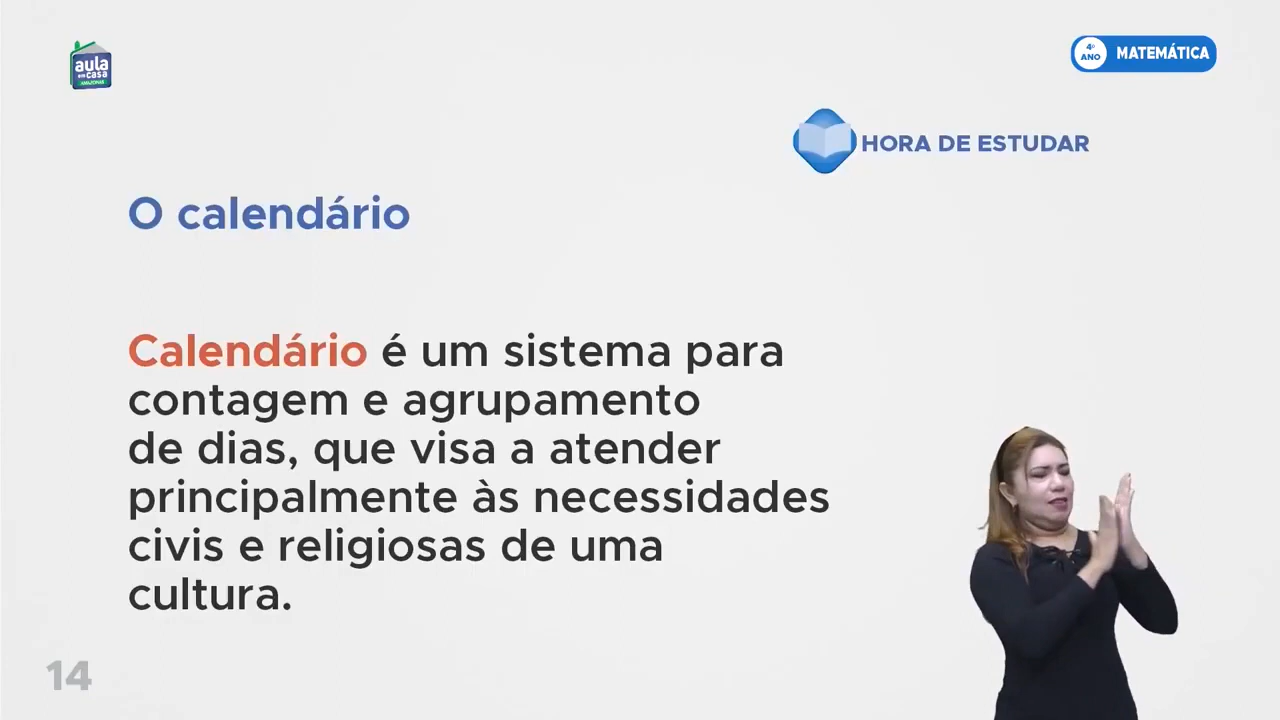 aula
em casa
AMAZONAS
4º
ANO
MATEMÁTICA
HORA DE ESTUDAR
O calendário
Calendário é um sistema para
contagem e agrupamento
de dias, que visa a atender
principalmente às necessidades
civis e religiosas de uma
cultura.
14